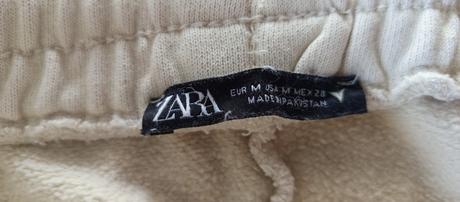 ZARA
EUR M USA M MEX 28
MADE IN PAKISTAN